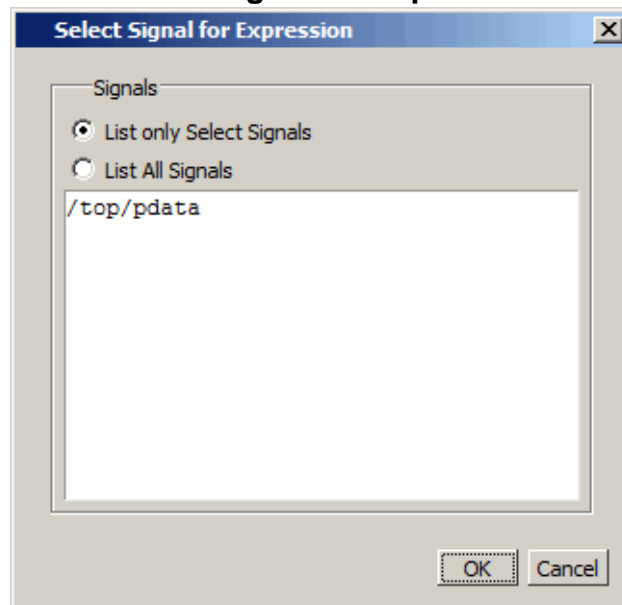 Select Signal for Expression
Signals
List only Select Signals
List All Signals
/top/pdata
OK Cancel